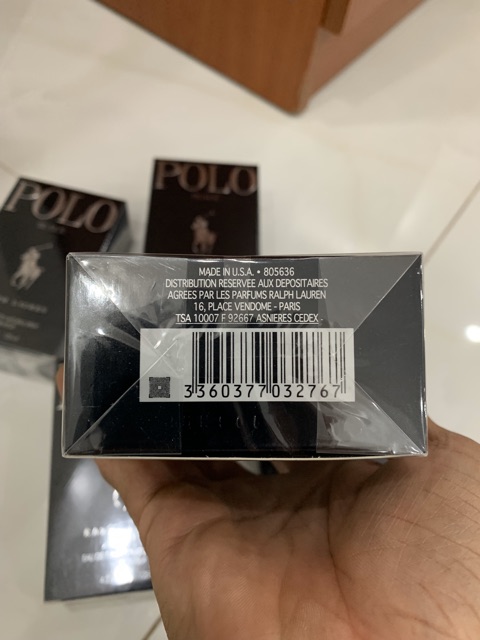 POLO
POLO
MADE IN U.S.A. • 805636
DISTRIBUTION RESERVEE AUX DEPOSITAIRES
AGREES PAR LES PARFUMS RALPH LAUREN
16, PLACE VENDOME - PARIS
TSA 10007 F 92667 ASNIERES CEDEX
3360377032767